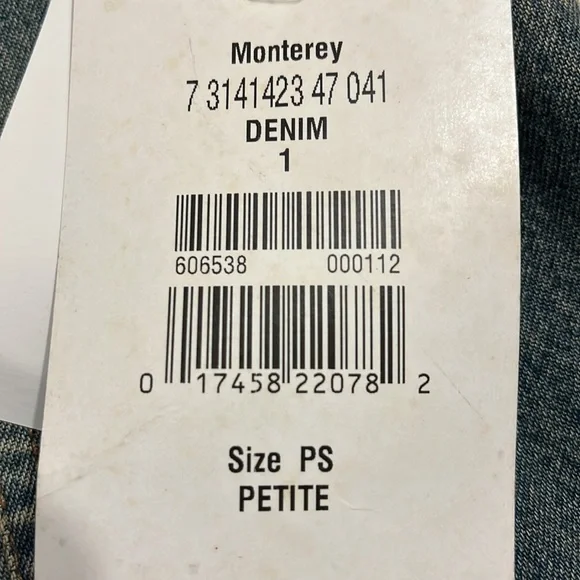 Monterey
7 3141423 47 041
DENIM
1
606538 000112
0 17458 22078 2
Size PS
PETITE